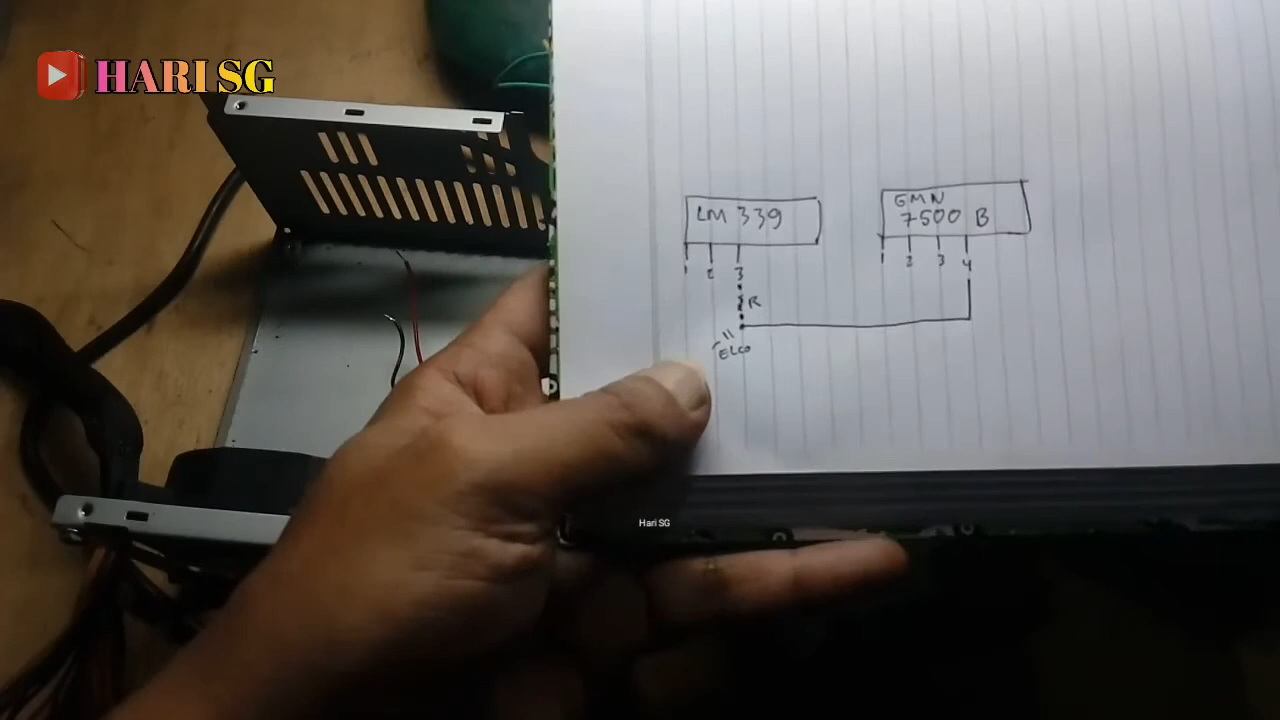 HARI SG
LM 339
1 2 3
R
ELCO
GMN
7500 B
1 2 3 4
Hari SG